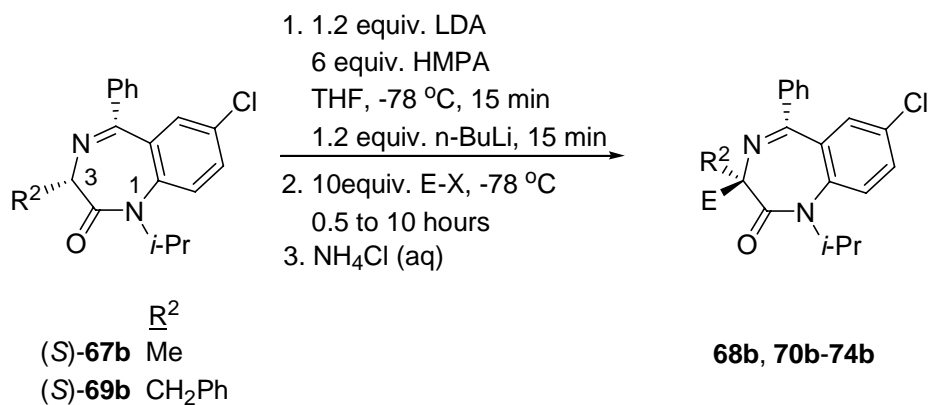 1. 1.2 equiv. LDA
6 equiv. HMPA
THF, -78 °C, 15 min
1.2 equiv. n-BuLi, 15 min
2. 10equiv. E-X, -78 °C
0.5 to 10 hours
3. NH₄Cl (aq)
Ph
Cl
N
3
1
R²
N
O
i-Pr
Ph
Cl
N
R²
E
N
O
i-Pr
R²
(S)-67b Me
(S)-69b CH₂Ph
68b, 70b-74b